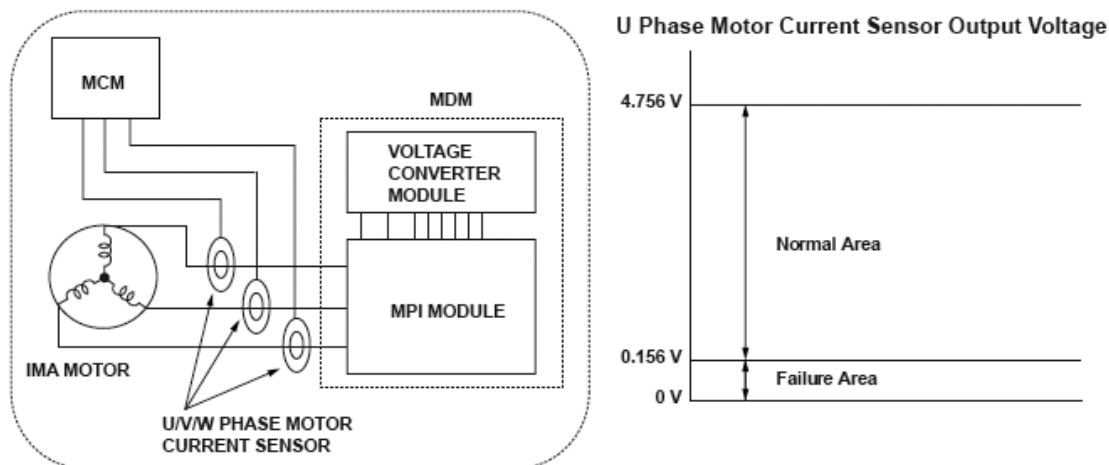 MCM
MDM
VOLTAGE
CONVERTER
MODULE
MPI MODULE
IMA MOTOR
U/V/W PHASE MOTOR
CURRENT SENSOR
U Phase Motor Current Sensor Output Voltage
4.756 V
Normal Area
0.156 V
Failure Area
0 V